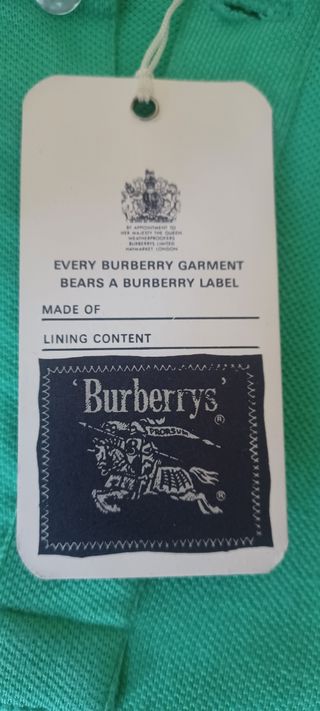 BY APPOINTMENT TO
HER MAJESTY THE QUEEN
WEATHERPROOFERS
BURBERRYS LIMITED
HAYMARKET LONDON
EVERY BURBERRY GARMENT
BEARS A BURBERRY LABEL
MADE OF
LINING CONTENT
'Burberrys'®
PRORSUM
®